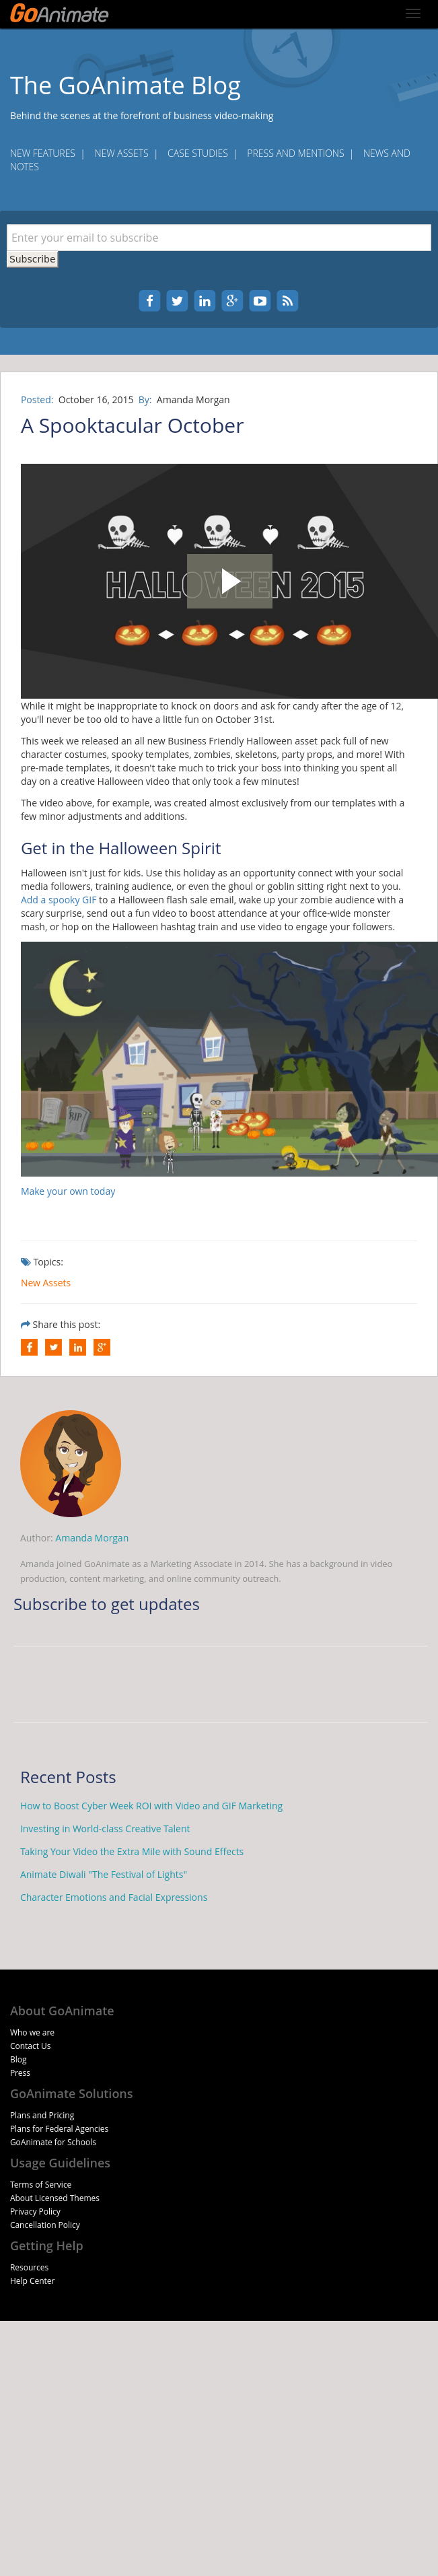 GoAnimate
The GoAnimate Blog
Behind the scenes at the forefront of business video-making
NEW FEATURES | NEW ASSETS | CASE STUDIES | PRESS AND MENTIONS | NEWS AND
NOTES
Enter your email to subscribe
Subscribe
Posted: October 16, 2015 By: Amanda Morgan
A Spooktacular October
HALLOWEEN 2015
While it might be inappropriate to knock on doors and ask for candy after the age of 12,
you'll never be too old to have a little fun on October 31st.
This week we released an all new Business Friendly Halloween asset pack full of new
character costumes, spooky templates, zombies, skeletons, party props, and more! With
pre-made templates, it doesn't take much to trick your boss into thinking you spent all
day on a creative Halloween video that only took a few minutes!
The video above, for example, was created almost exclusively from our templates with a
few minor adjustments and additions.
Get in the Halloween Spirit
Halloween isn't just for kids. Use this holiday as an opportunity connect with your social
media followers, training audience, or even the ghoul or goblin sitting right next to you.
Add a spooky GIF to a Halloween flash sale email, wake up your zombie audience with a
scary surprise, send out a fun video to boost attendance at your office-wide monster
mash, or hop on the Halloween hashtag train and use video to engage your followers.
Make your own today
Topics:
New Assets
Share this post:
Author: Amanda Morgan
Amanda joined GoAnimate as a Marketing Associate in 2014. She has a background in video
production, content marketing, and online community outreach.
Subscribe to get updates
Recent Posts
How to Boost Cyber Week ROI with Video and GIF Marketing
Investing in World-class Creative Talent
Taking Your Video the Extra Mile with Sound Effects
Animate Diwali "The Festival of Lights"
Character Emotions and Facial Expressions
About GoAnimate
Who we are
Contact Us
Blog
Press
GoAnimate Solutions
Plans and Pricing
Plans for Federal Agencies
GoAnimate for Schools
Usage Guidelines
Terms of Service
About Licensed Themes
Privacy Policy
Cancellation Policy
Getting Help
Resources
Help Center